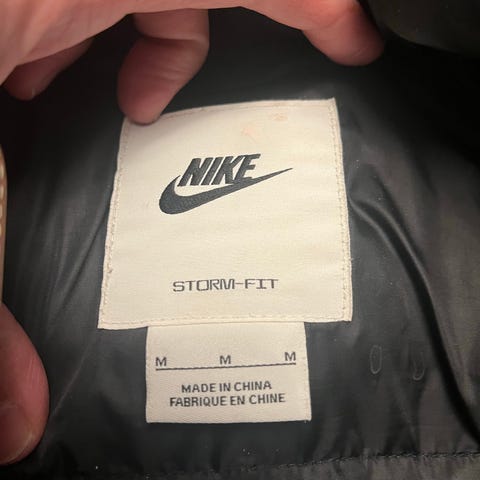 NIKE
STORM-FIT
M M M
MADE IN CHINA
FABRIQUE EN CHINE